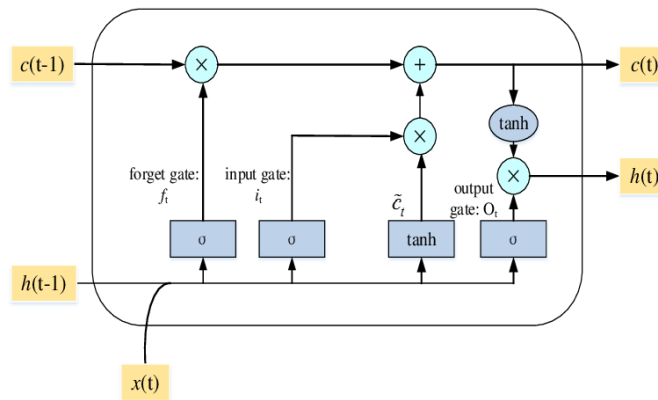 c(t-1)
×
+
c(t)
tanh
×
forget gate:
f_t
input gate:
i_t
c̃_t
output
gate: O_t
×
h(t)
σ
σ
tanh
σ
h(t-1)
x(t)